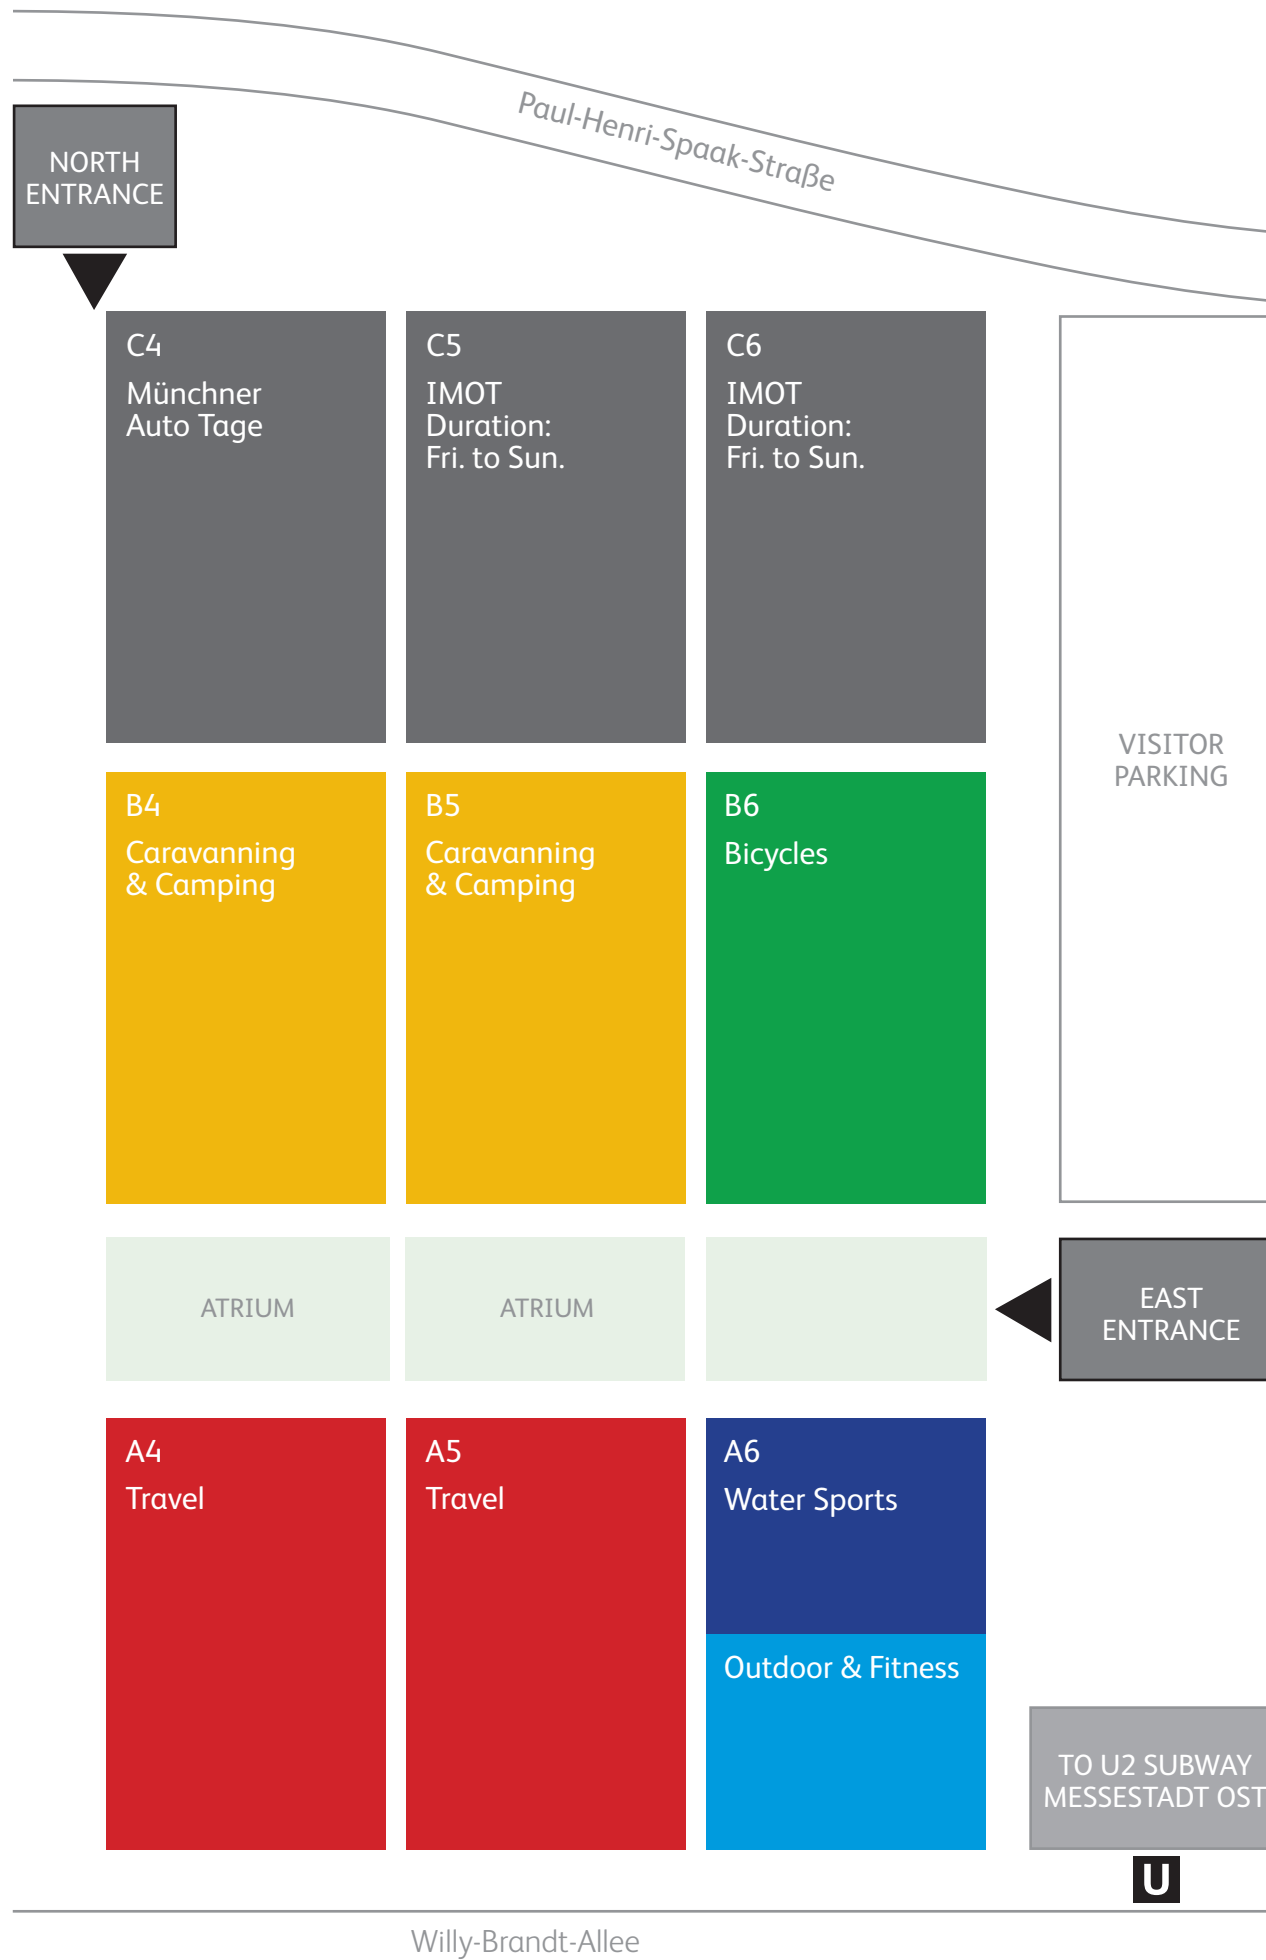 Paul-Henri-Spaak-Straße
NORTH
ENTRANCE
C4
Münchner
Auto Tage
C5
IMOT
Duration:
Fri. to Sun.
C6
IMOT
Duration:
Fri. to Sun.
VISITOR
PARKING
B4
Caravanning
& Camping
B5
Caravanning
& Camping
B6
Bicycles
ATRIUM
ATRIUM
EAST
ENTRANCE
A4
Travel
A5
Travel
A6
Water Sports
Outdoor & Fitness
TO U2 SUBWAY
MESSESTADT OST
U
Willy-Brandt-Allee